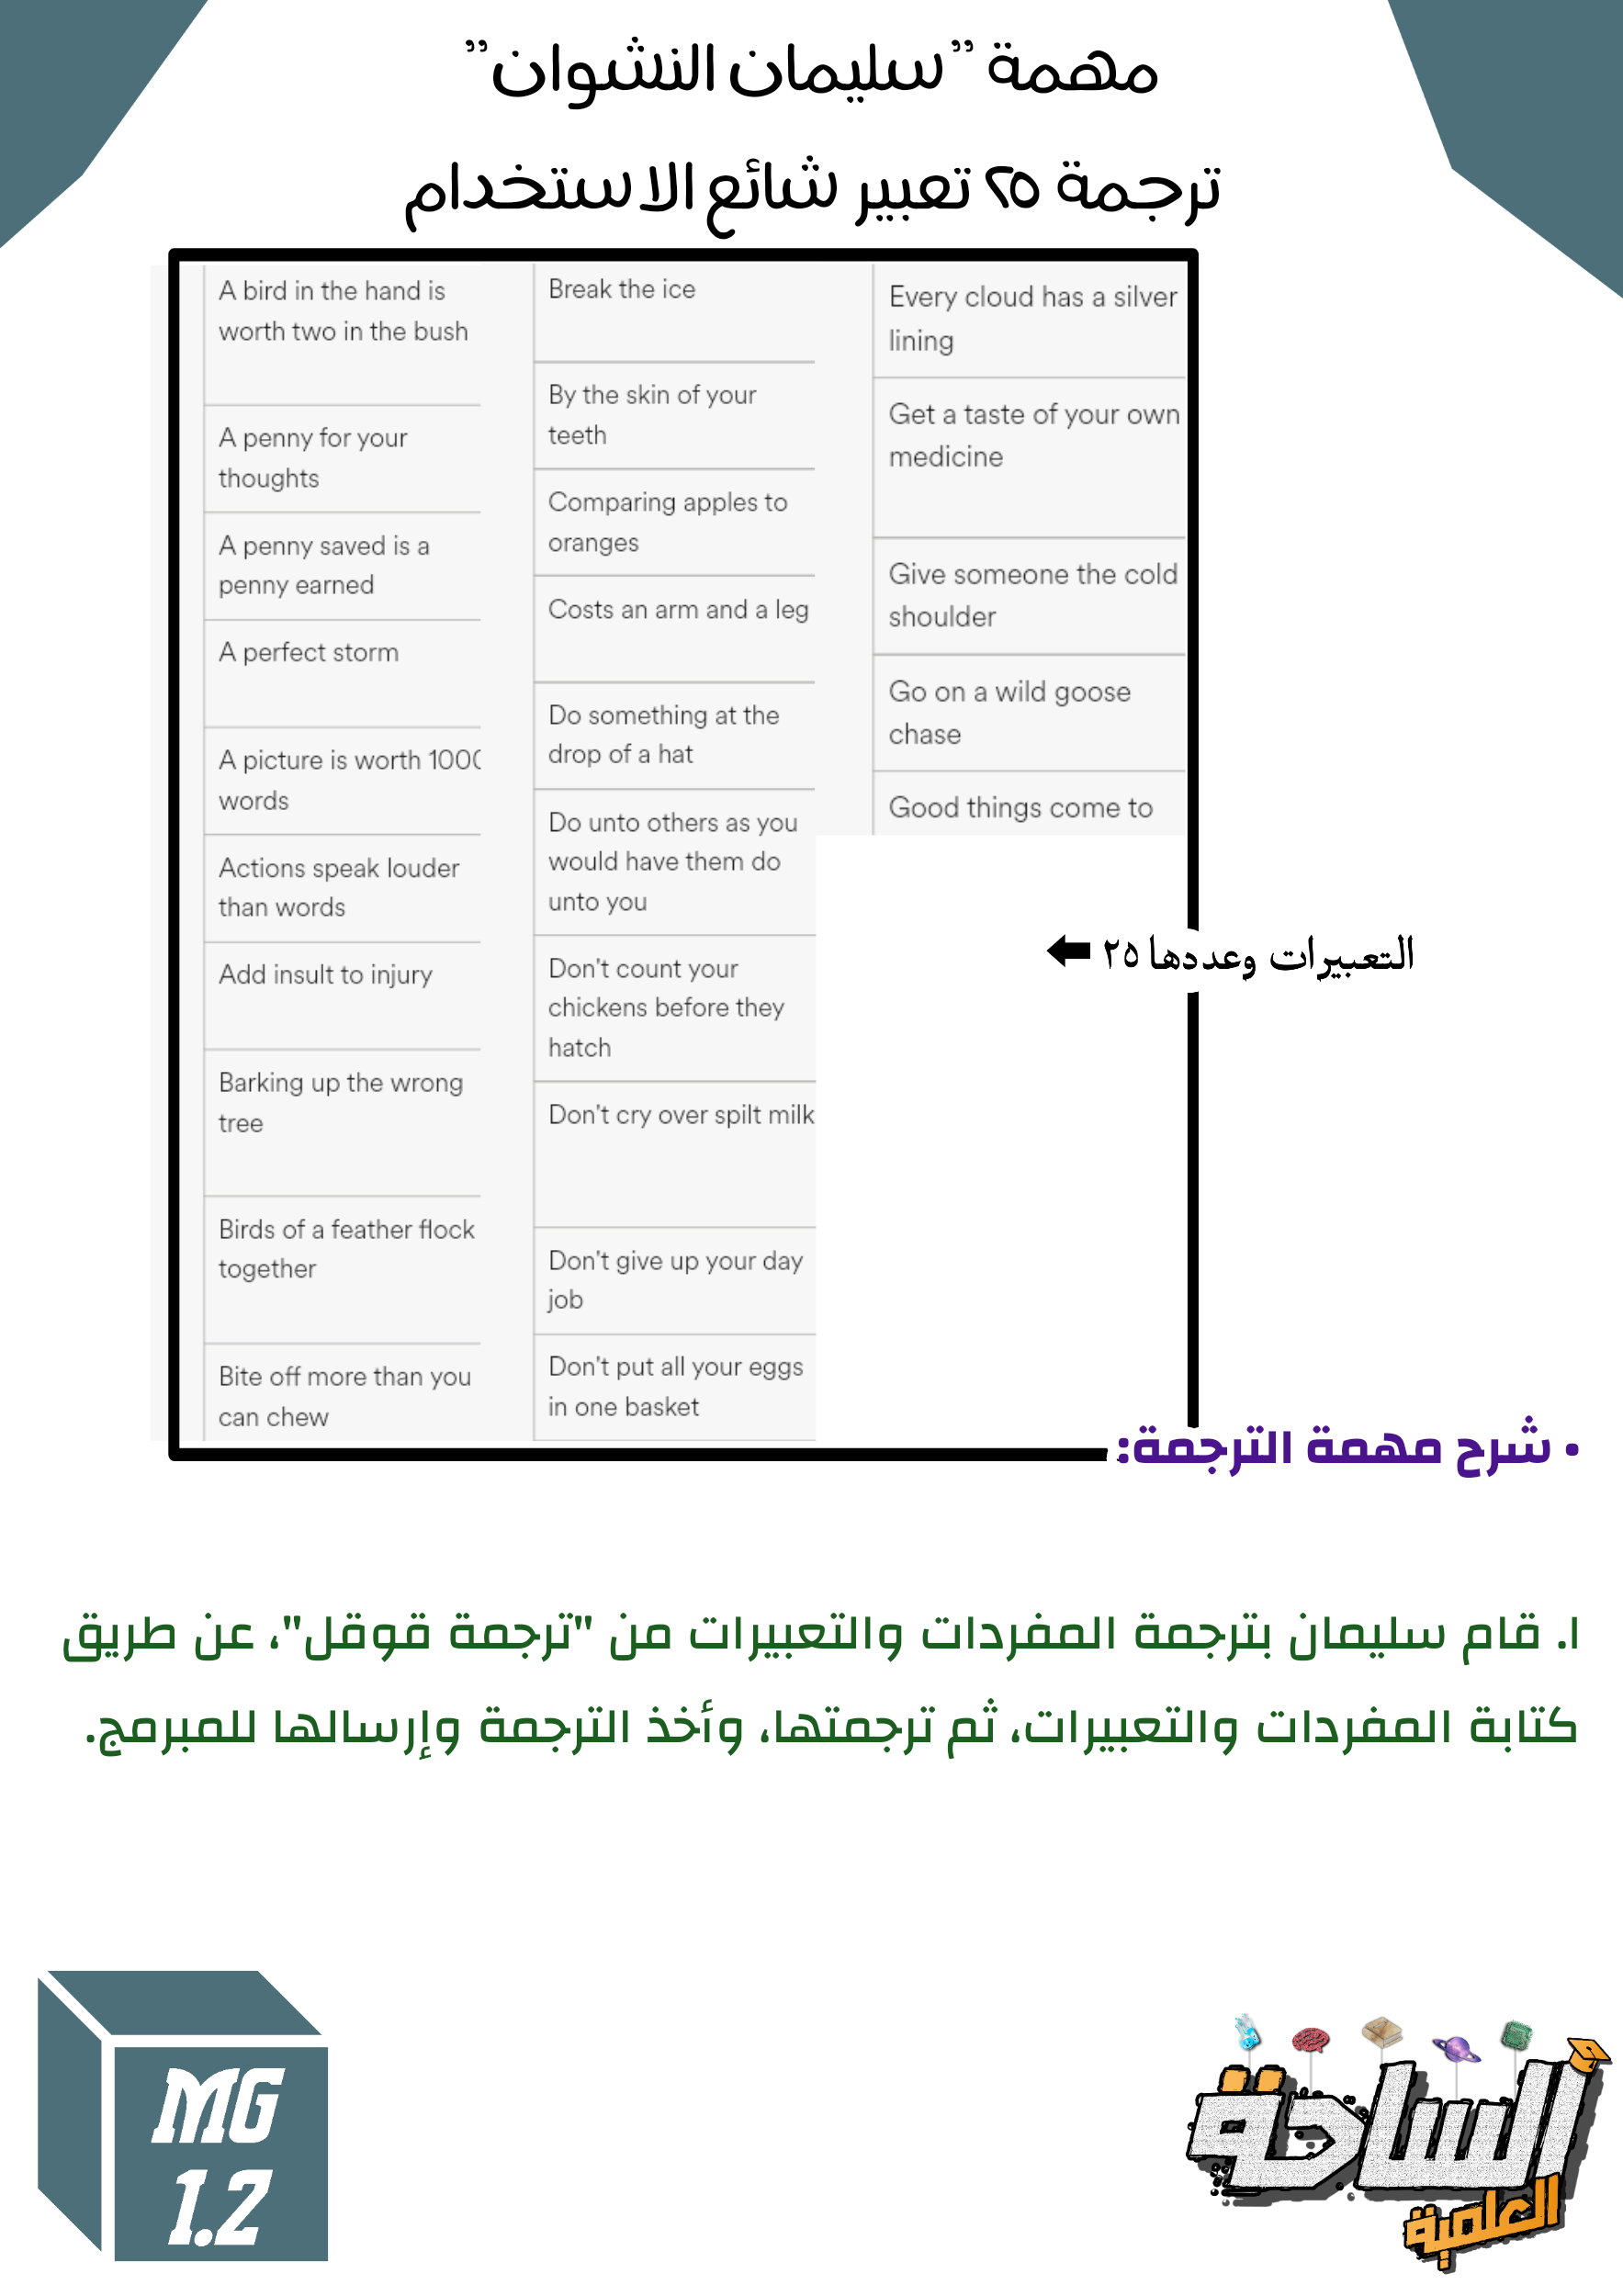 مهمة "سليمان النشوان"
ترجمة ٢٥ تعبير شائع الاستخدام
A bird in the hand is
worth two in the bush
A penny for your
thoughts
A penny saved is a
penny earned
A perfect storm
A picture is worth 1000
words
Actions speak louder
than words
Add insult to injury
Barking up the wrong
tree
Birds of a feather flock
together
Bite off more than you
can chew
Break the ice
By the skin of your
teeth
Comparing apples to
oranges
Costs an arm and a leg
Do something at the
drop of a hat
Do unto others as you
would have them do
unto you
Don't count your
chickens before they
hatch
Don't cry over spilt milk
Don't give up your day
job
Don't put all your eggs
in one basket
Every cloud has a silver
lining
Get a taste of your own
medicine
Give someone the cold
shoulder
Go on a wild goose
chase
Good things come to
التعبيرات وعددها ٢٥
• شرح مهمة الترجمة:
١. قام سليمان بترجمة المفردات والتعبيرات من "ترجمة قوقل"، عن طريق
كتابة المفردات والتعبيرات، ثم ترجمتها، وأخذ الترجمة وإرسالها للمبرمج.
MG
1.2
الساحة
العلمية